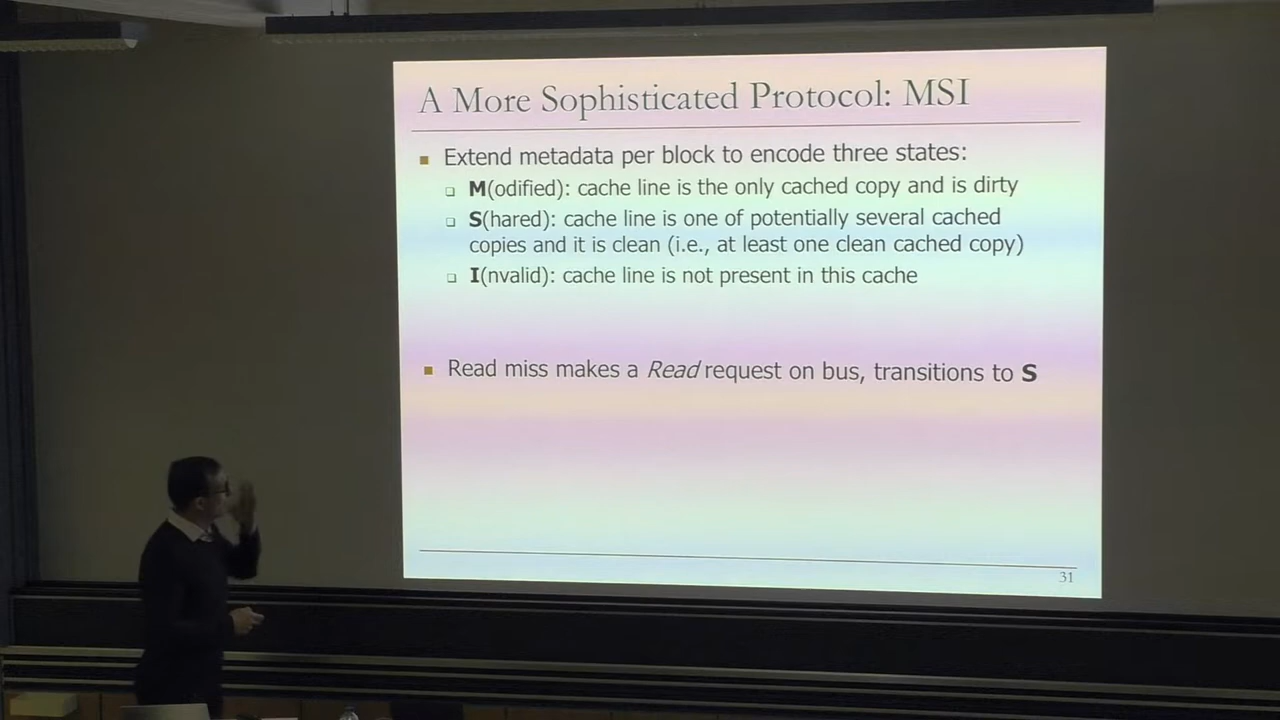 A More Sophisticated Protocol: MSI
Extend metadata per block to encode three states:
M(odified): cache line is the only cached copy and is dirty
S(hared): cache line is one of potentially several cached
copies and it is clean (i.e., at least one clean cached copy)
I(nvalid): cache line is not present in this cache
Read miss makes a Read request on bus, transitions to S
31